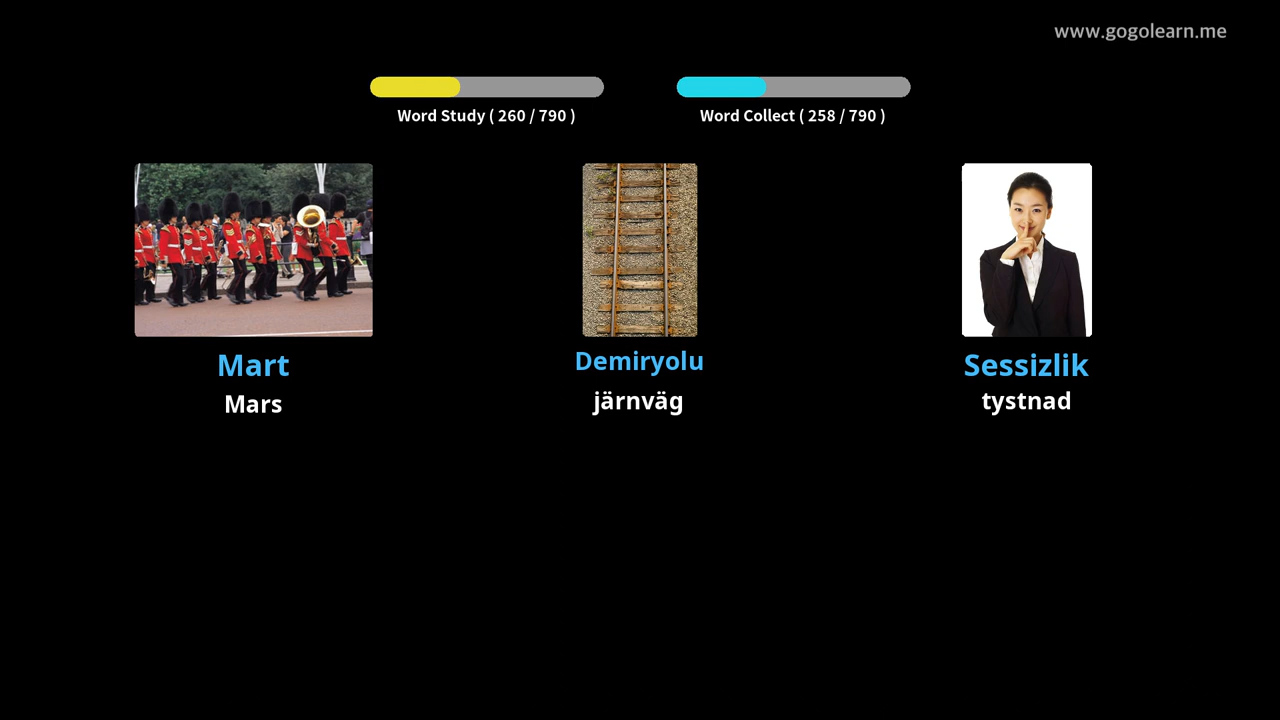 www.gogolearn.me
Word Study ( 260 / 790 )
Word Collect ( 258 / 790 )
Mart
Mars
Demiryolu
järnväg
Sessizlik
tystnad